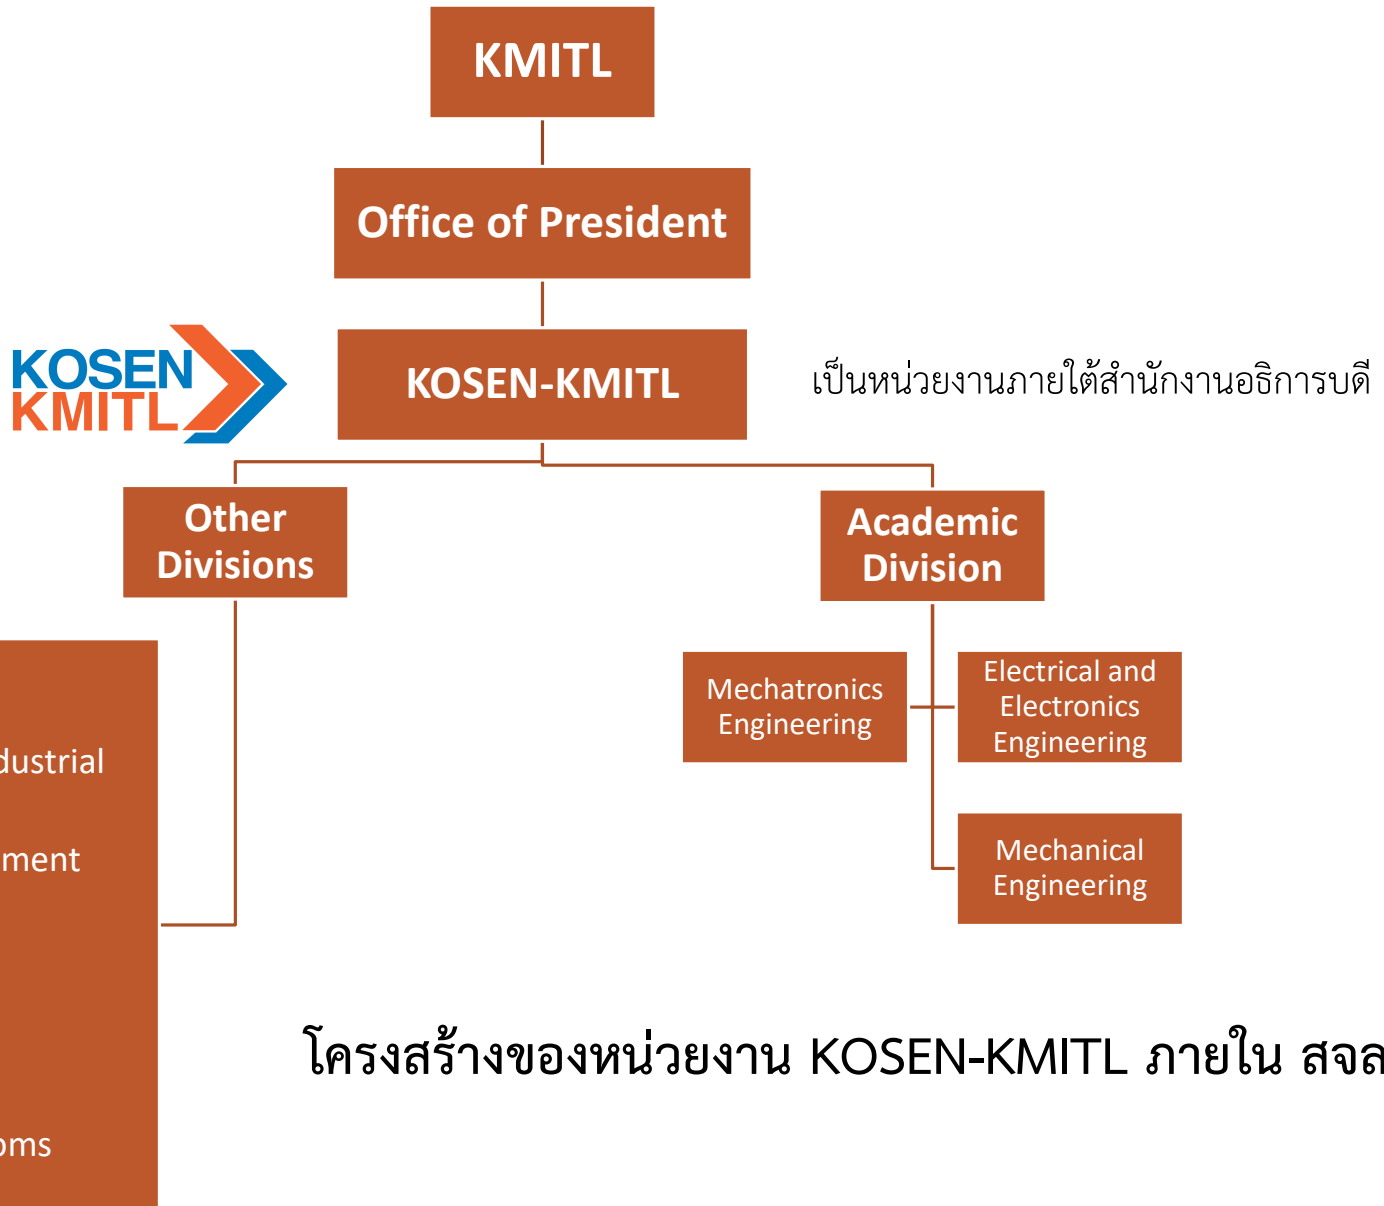 KMITL
Office of President
KOSEN
KMITL
KOSEN-KMITL
เป็นหน่วยงานภายใต้สำนักงานอธิการบดี
Other
Divisions
Academic
Division
Mechatronics
Engineering
Electrical and
Electronics
Engineering
Mechanical
Engineering
โครงสร้างของหน่วยงาน KOSEN-KMITL ภายใน สจล